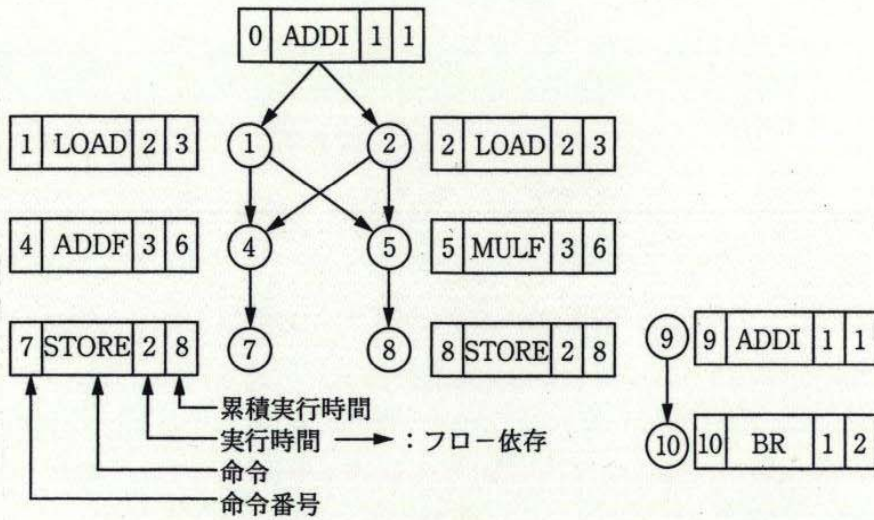 0 ADDI 1 1
1 LOAD 2 3
1
2
2 LOAD 2 3
4 ADDF 3 6
4
5
5 MULF 3 6
7 STORE 2 8
7
8
8 STORE 2 8
9
9 ADDI 1 1
累積実行時間
実行時間 :フロー依存
命令
命令番号
10
10 BR 1 2